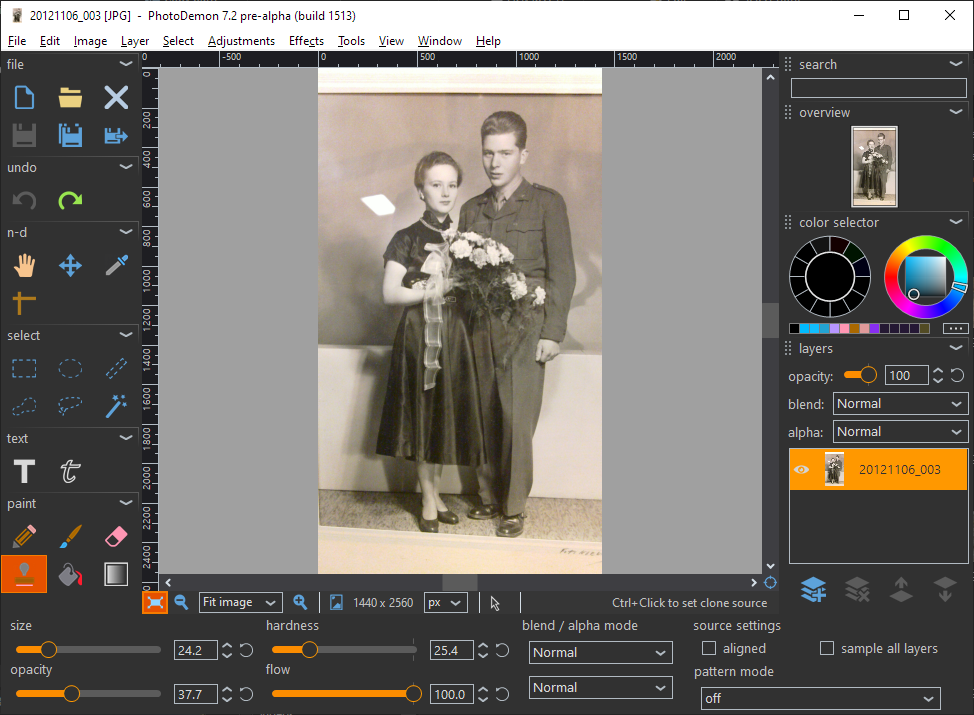 20121106_003 [JPG] - PhotoDemon 7.2 pre-alpha (build 1513)
File Edit Image Layer Select Adjustments Effects Tools View Window Help
file
undo
n-d
select
text
T t
paint
0 -500 0 500 1000 1500 2000
0
200
400
600
800
1000
1200
1400
1600
1800
2000
2200
2400
search
overview
color selector
layers
opacity: 100
blend: Normal
alpha: Normal
20121106_003
Fit image 1440 x 2560 px Ctrl+Click to set clone source
size
24.2
opacity
37.7
hardness
25.4
flow
100.0
blend / alpha mode
Normal
Normal
source settings
aligned sample all layers
pattern mode
off